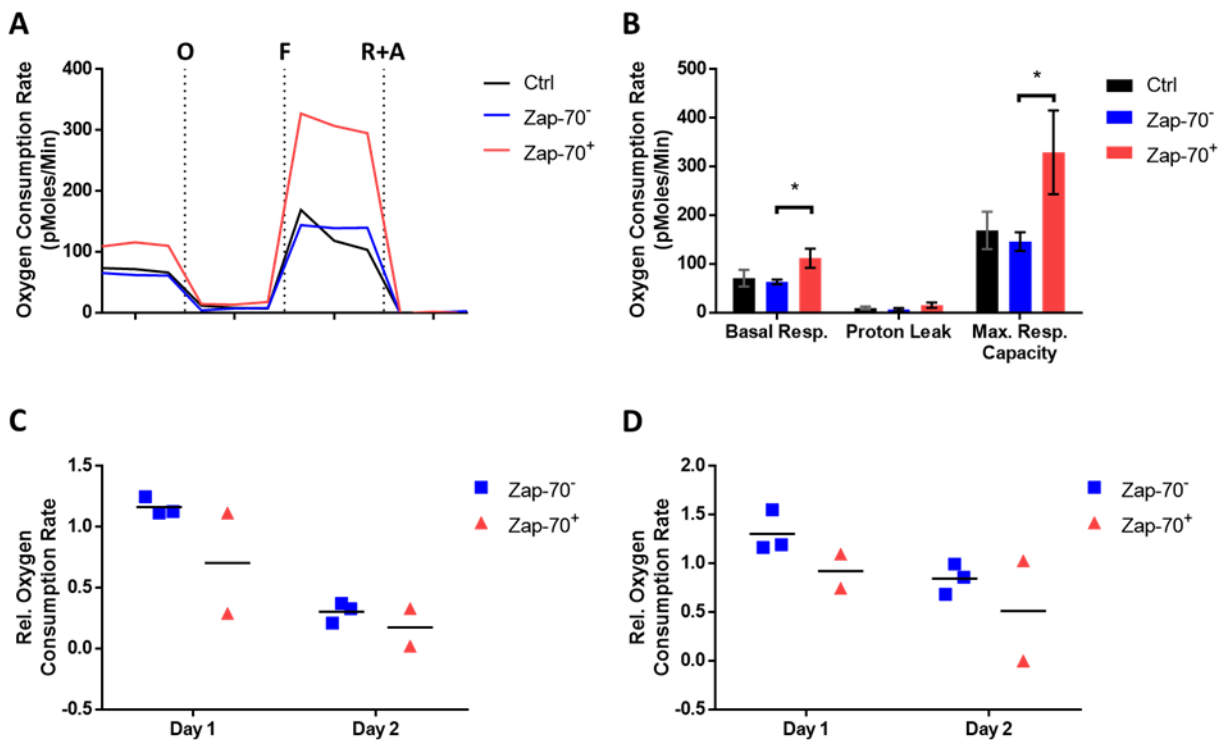 A
O F R+A
Oxygen Consumption Rate
(pMoles/Min)
400
300
200
100
0
Ctrl
Zap-70⁻
Zap-70⁺
B
Oxygen Consumption Rate
(pMoles/Min)
500
400
300
200
100
0
*
*
Basal Resp. Proton Leak Max. Resp.
Capacity
Ctrl
Zap-70⁻
Zap-70⁺
C
Rel. Oxygen
Consumption Rate
1.5
1.0
0.5
0.0
-0.5
Day 1 Day 2
Zap-70⁻
Zap-70⁺
D
Rel. Oxygen
Consumption Rate
2.0
1.5
1.0
0.5
0.0
-0.5
Day 1 Day 2
Zap-70⁻
Zap-70⁺